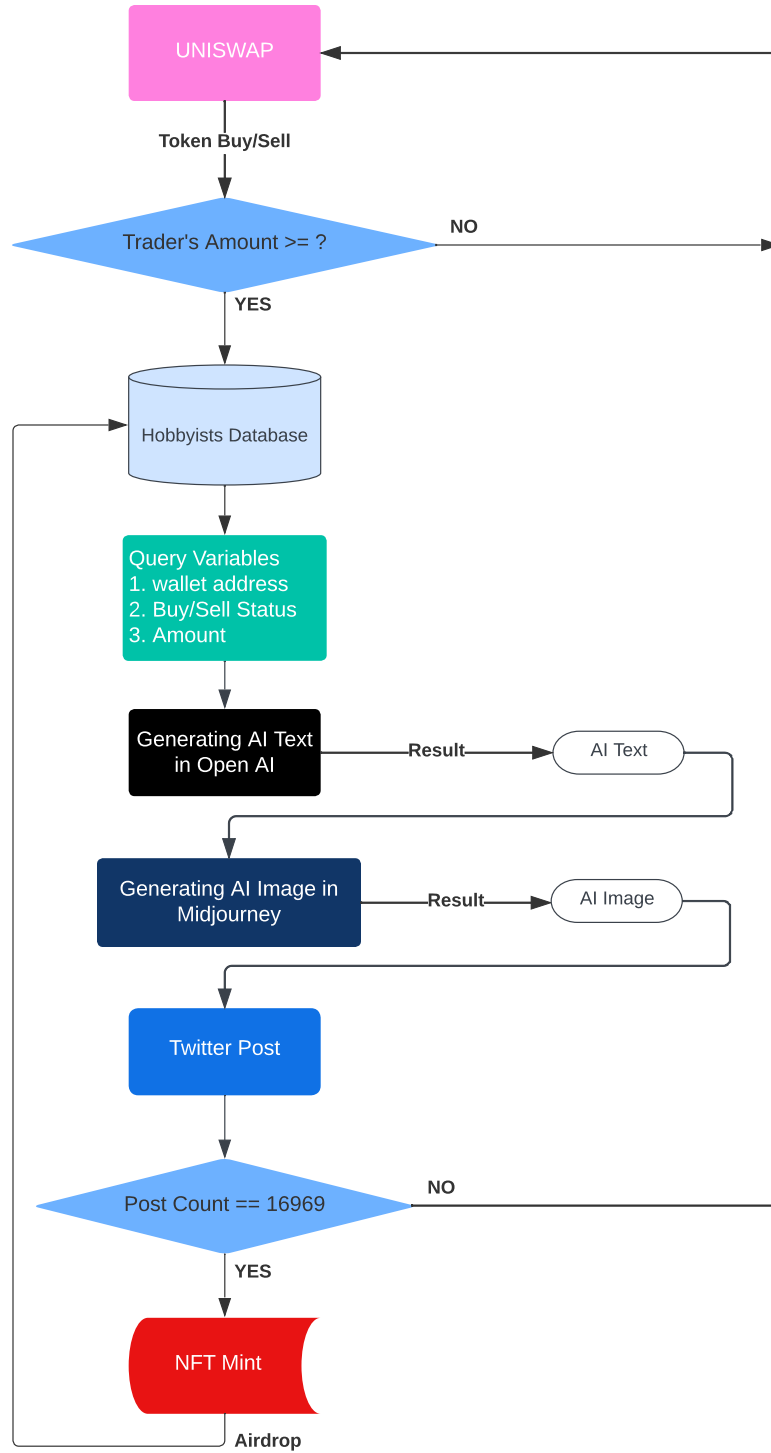 UNISWAP
Token Buy/Sell
Trader's Amount >= ?
NO
YES
Hobbyists Database
Query Variables
1. wallet address
2. Buy/Sell Status
3. Amount
Generating AI Text
in Open AI
Result
AI Text
Generating AI Image in
Midjourney
Result
AI Image
Twitter Post
Post Count == 16969
NO
YES
NFT Mint
Airdrop